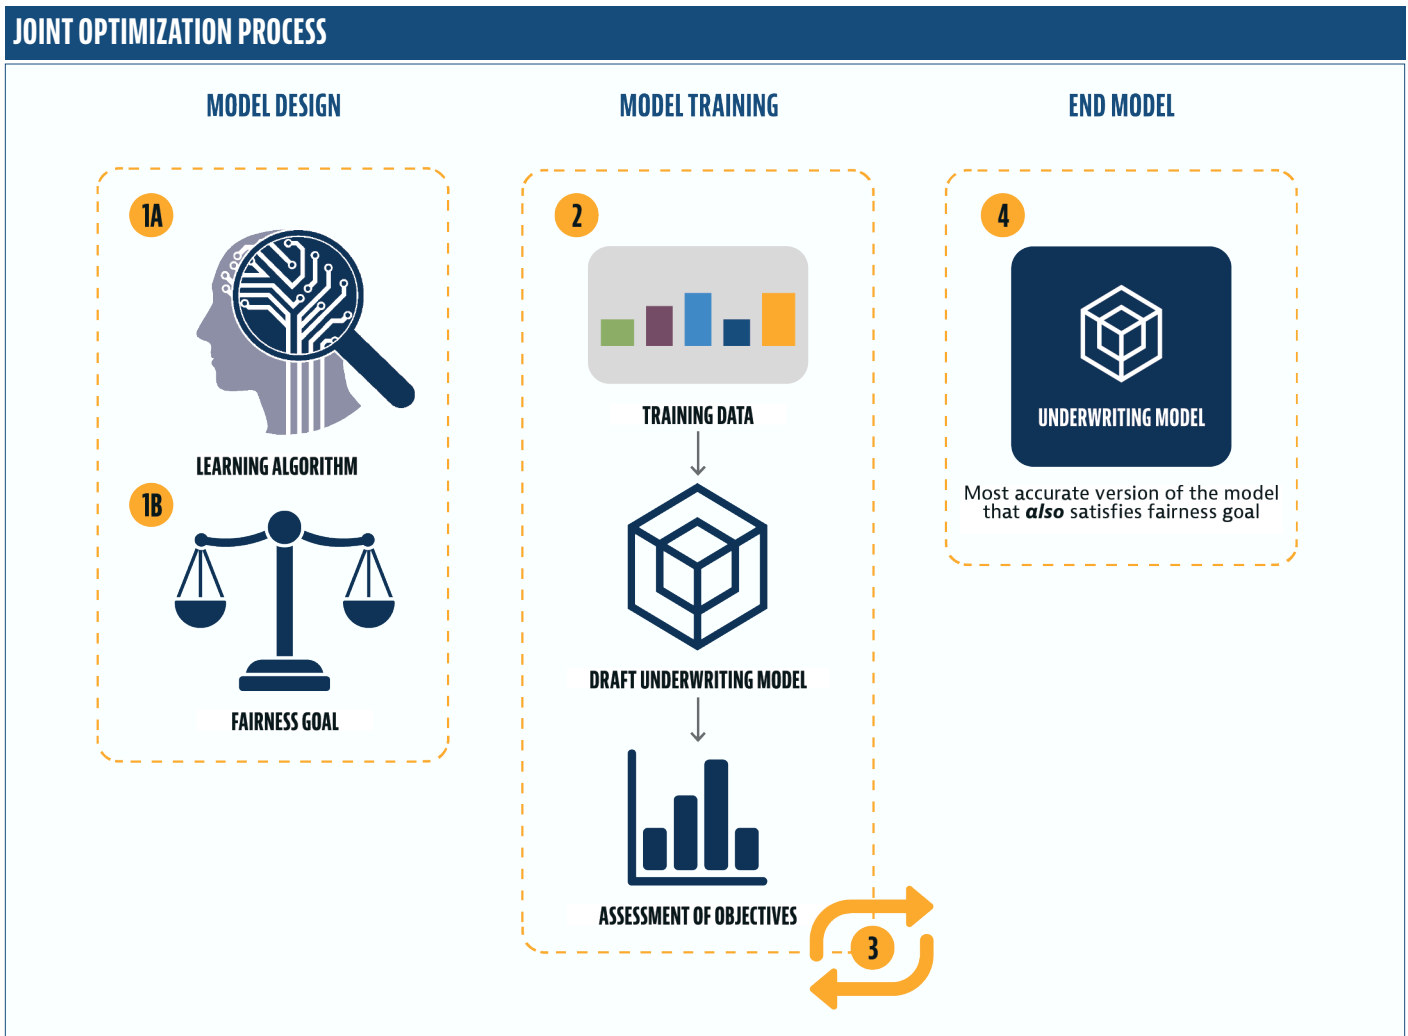 JOINT OPTIMIZATION PROCESS
MODEL DESIGN
1A
LEARNING ALGORITHM
1B
FAIRNESS GOAL
MODEL TRAINING
2
TRAINING DATA
DRAFT UNDERWRITING MODEL
ASSESSMENT OF OBJECTIVES
3
END MODEL
4
UNDERWRITING MODEL
Most accurate version of the model
that also satisfies fairness goal